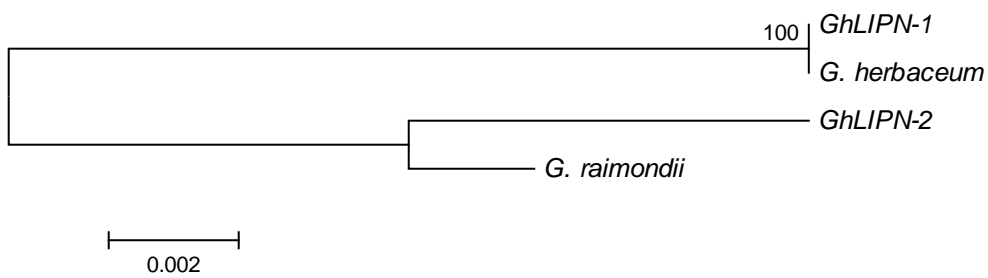 100
GhLIPN-1
G. herbaceum
GhLIPN-2
G. raimondii
0.002